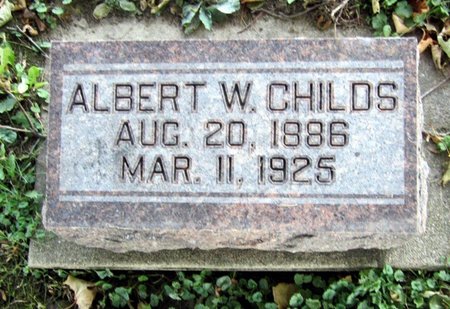 ALBERT W. CHILDS
AUG. 20, 1886
MAR. 11, 1925